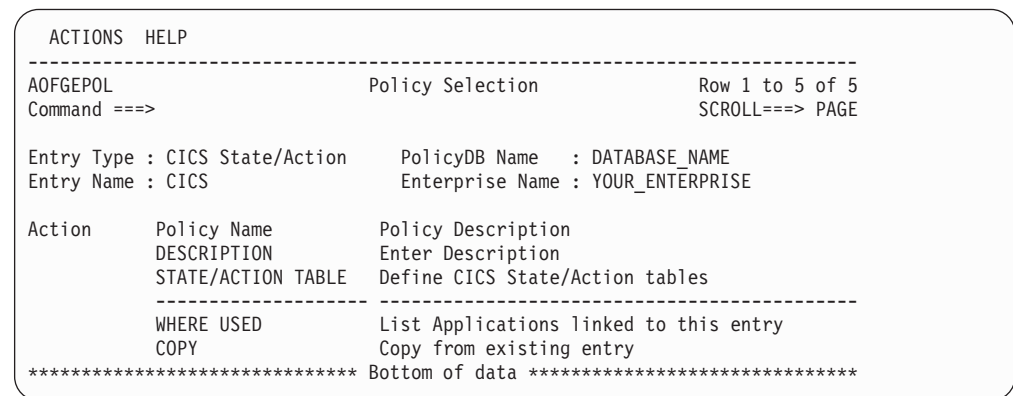 ACTIONS HELP
-------------------------------------------------------------------------------
AOFGEPOL Policy Selection Row 1 to 5 of 5
Command ===> SCROLL===> PAGE
Entry Type : CICS State/Action PolicyDB Name : DATABASE_NAME
Entry Name : CICS Enterprise Name : YOUR_ENTERPRISE
Action Policy Name Policy Description
DESCRIPTION Enter Description
STATE/ACTION TABLE Define CICS State/Action tables
-------------------- ---------------------------------------------
WHERE USED List Applications linked to this entry
COPY Copy from existing entry
******************************* Bottom of data *******************************